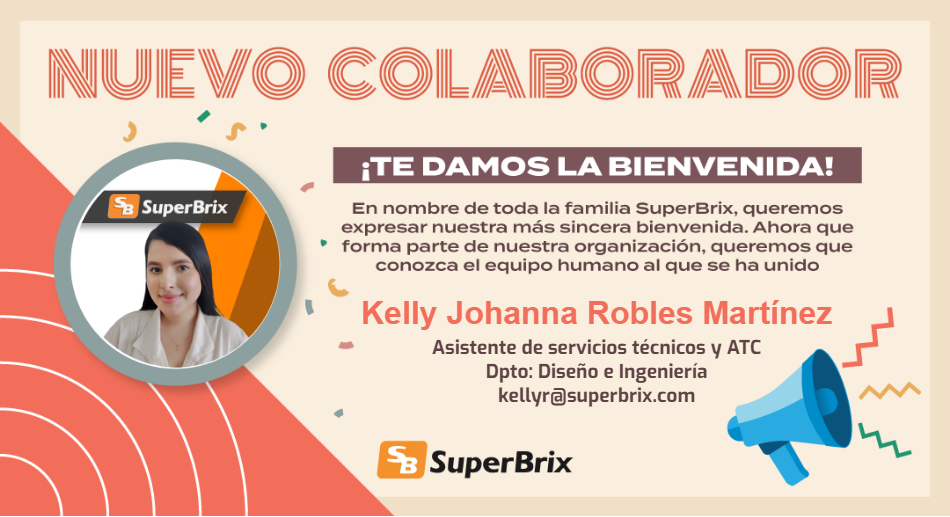 NUEVO COLABORADOR
SB SuperBrix
¡TE DAMOS LA BIENVENIDA!
En nombre de toda la familia SuperBrix, queremos
expresar nuestra más sincera bienvenida. Ahora que
forma parte de nuestra organización, queremos que
conozca el equipo humano al que se ha unido
Kelly Johanna Robles Martínez
Asistente de servicios técnicos y ATC
Dpto: Diseño e Ingeniería
kellyr@superbrix.com
SB SuperBrix